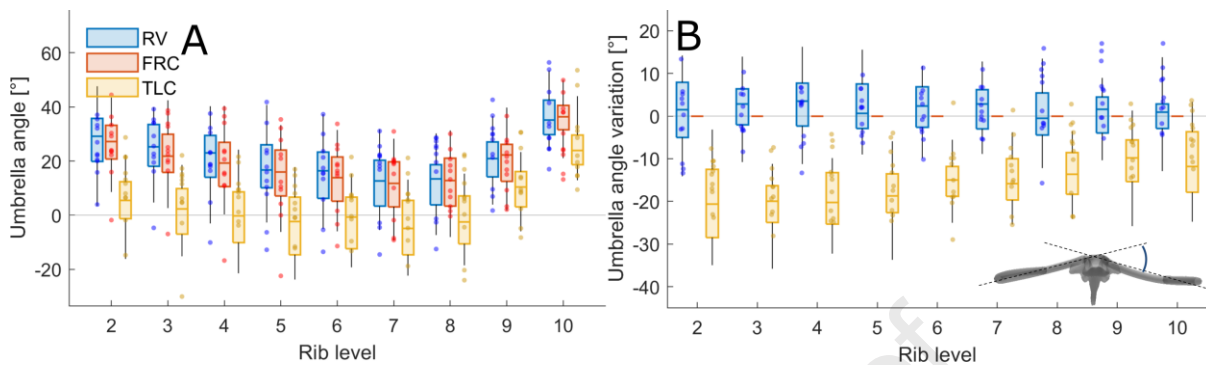 A
RV
FRC
TLC
Umbrella angle [°]
60
40
20
0
-20
2 3 4 5 6 7 8 9 10
Rib level
B
Umbrella angle variation [°]
20
10
0
-10
-20
-30
-40
2 3 4 5 6 7 8 9 10
Rib level